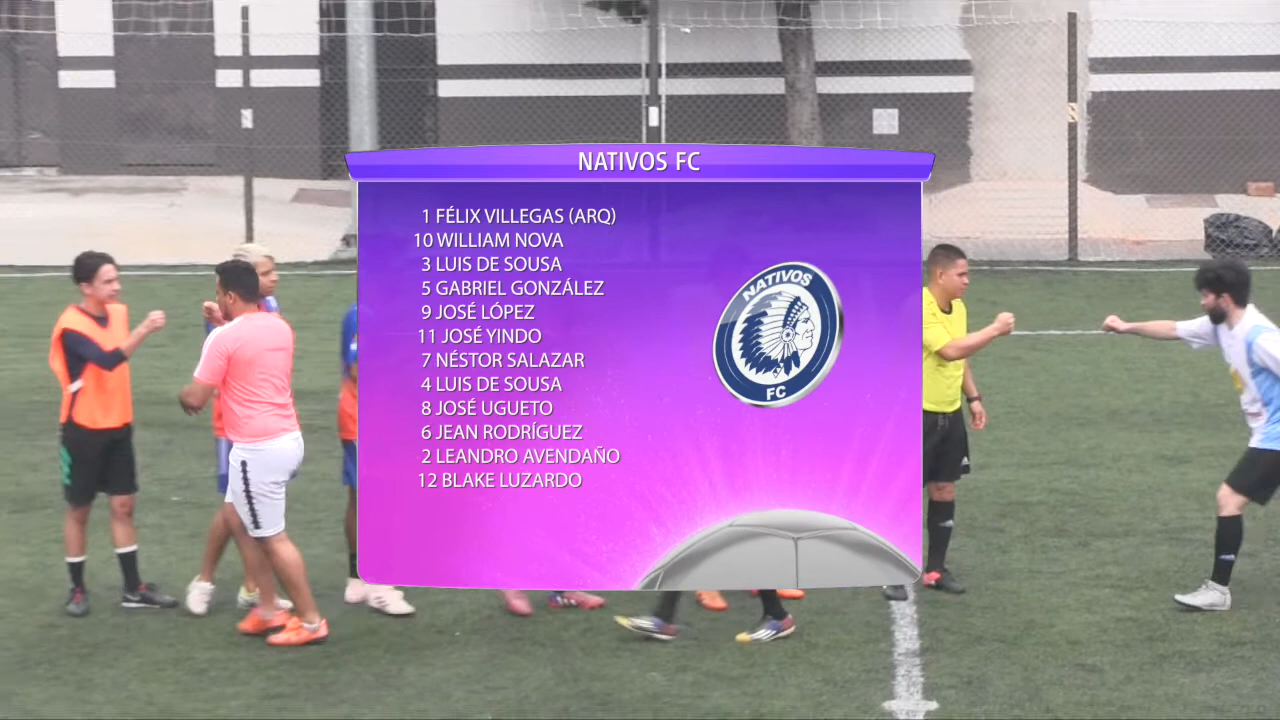 NATIVOS FC
1 FÉLIX VILLEGAS (ARQ)
10 WILLIAM NOVA
3 LUIS DE SOUSA
5 GABRIEL GONZÁLEZ
9 JOSÉ LÓPEZ
11 JOSÉ YINDO
7 NÉSTOR SALAZAR
4 LUIS DE SOUSA
8 JOSÉ UGUETO
6 JEAN RODRÍGUEZ
2 LEANDRO AVENDAÑO
12 BLAKE LUZARDO
NATIVOS
FC